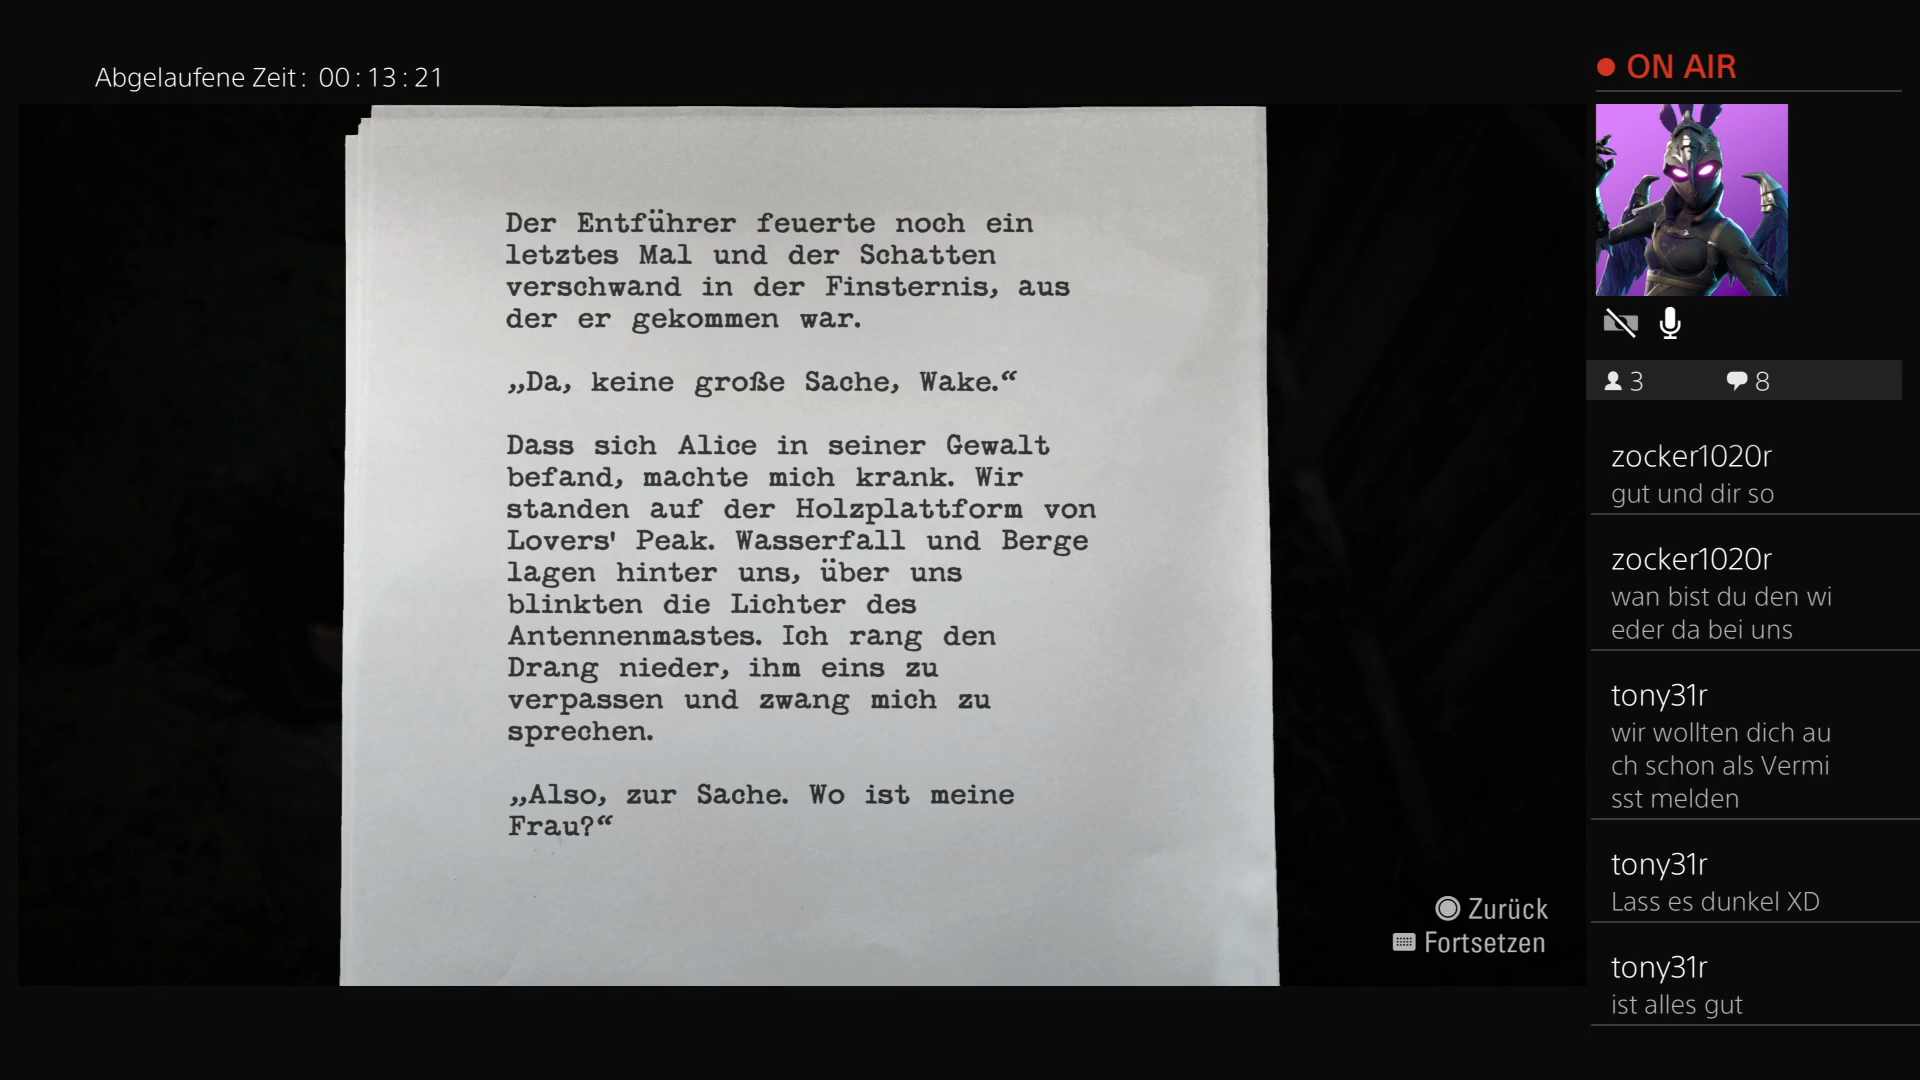 Abgelaufene Zeit: 00:13:21
ON AIR
Der Entführer feuerte noch ein
letztes Mal und der Schatten
verschwand in der Finsternis, aus
der er gekommen war.
„Da, keine große Sache, Wake.“
Dass sich Alice in seiner Gewalt
befand, machte mich krank. Wir
standen auf der Holzplattform von
Lovers' Peak. Wasserfall und Berge
lagen hinter uns, über uns
blinkten die Lichter des
Antennenmastes. Ich rang den
Drang nieder, ihm eins zu
verpassen und zwang mich zu
sprechen.
„Also, zur Sache. Wo ist meine
Frau?“
Zurück
Fortsetzen
3
8
zocker1020r
gut und dir so
zocker1020r
wan bist du den wi
eder da bei uns
tony31r
wir wollten dich au
ch schon als Vermi
sst melden
tony31r
Lass es dunkel XD
tony31r
ist alles gut